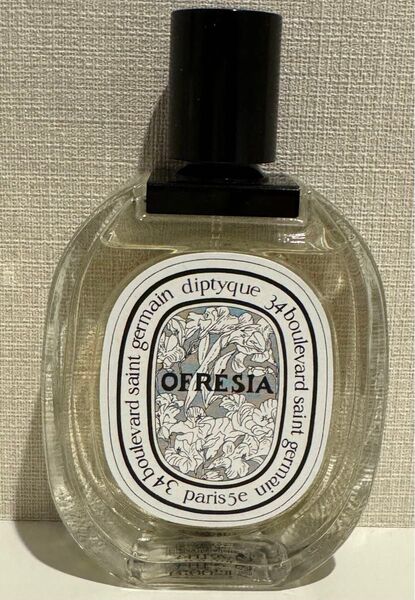 34 boulevard saint germain diptyque 34 boulevard saint germain
OFRESIA
paris 5e